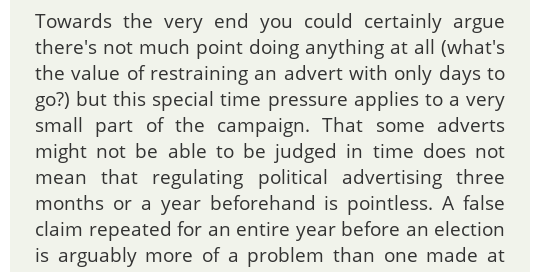 Towards the very end you could certainly argue
there's not much point doing anything at all (what's
the value of restraining an advert with only days to
go?) but this special time pressure applies to a very
small part of the campaign. That some adverts
might not be able to be judged in time does not
mean that regulating political advertising three
months or a year beforehand is pointless. A false
claim repeated for an entire year before an election
is arguably more of a problem than one made at